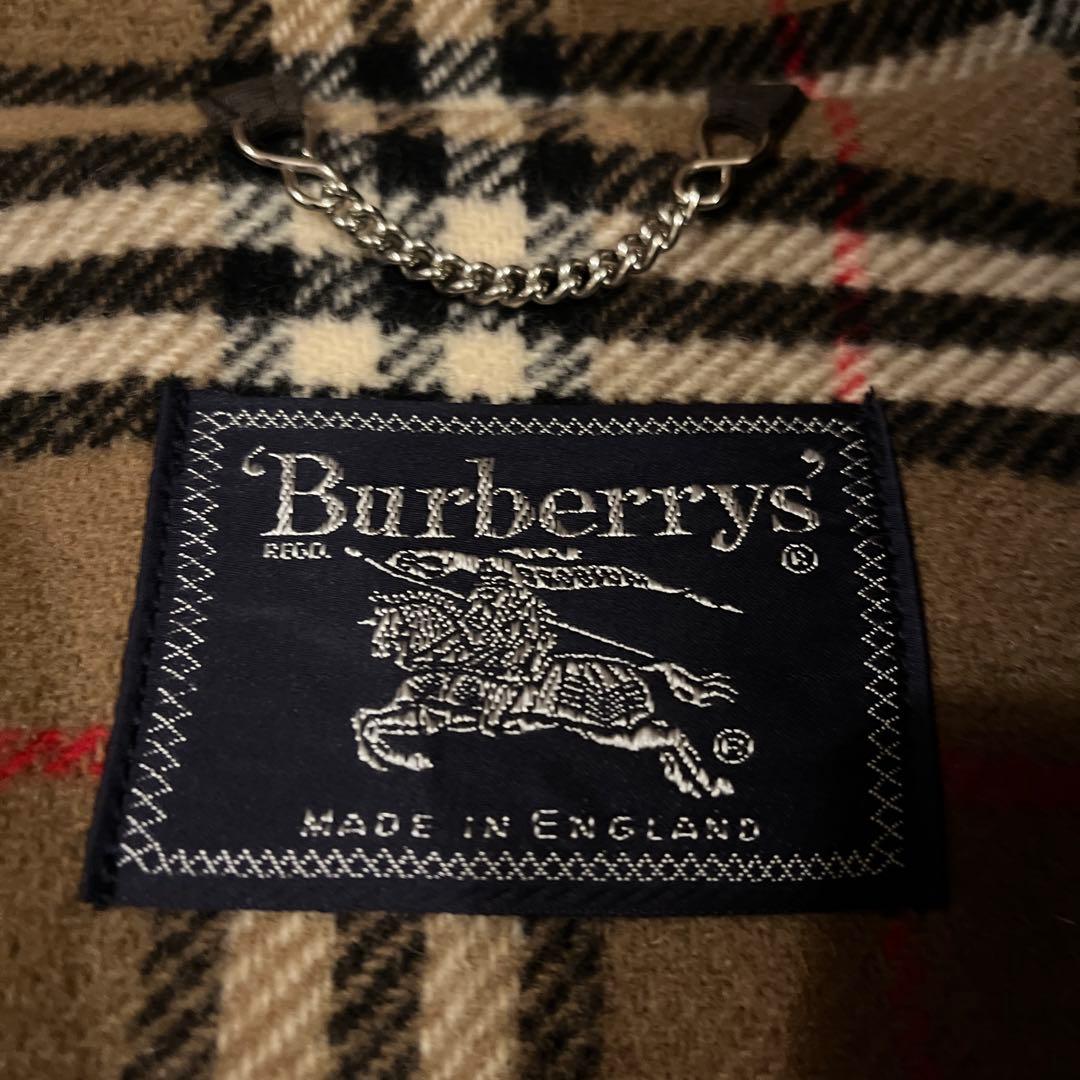 'Burberrys'
REGD. ®
®
MADE IN ENGLAND